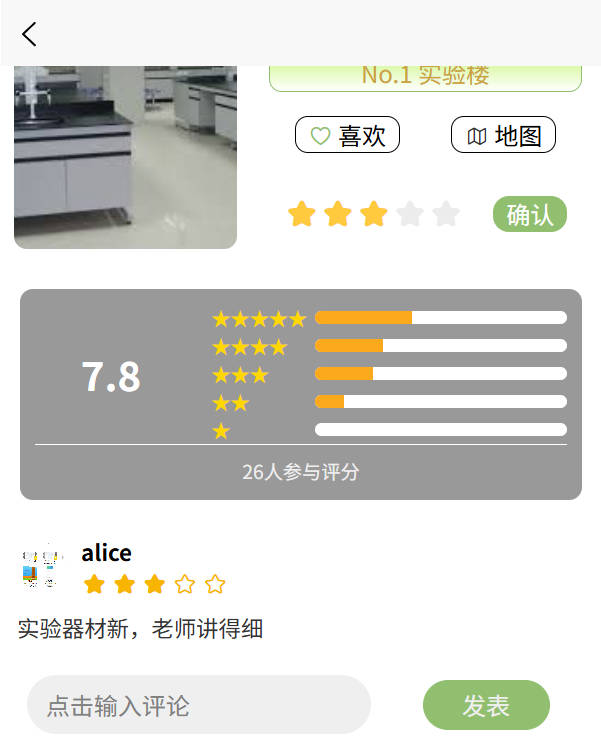 No.1 实验楼
喜欢
地图
确认
7.8
26人参与评分
alice
实验器材新，老师讲得细
点击输入评论
发表